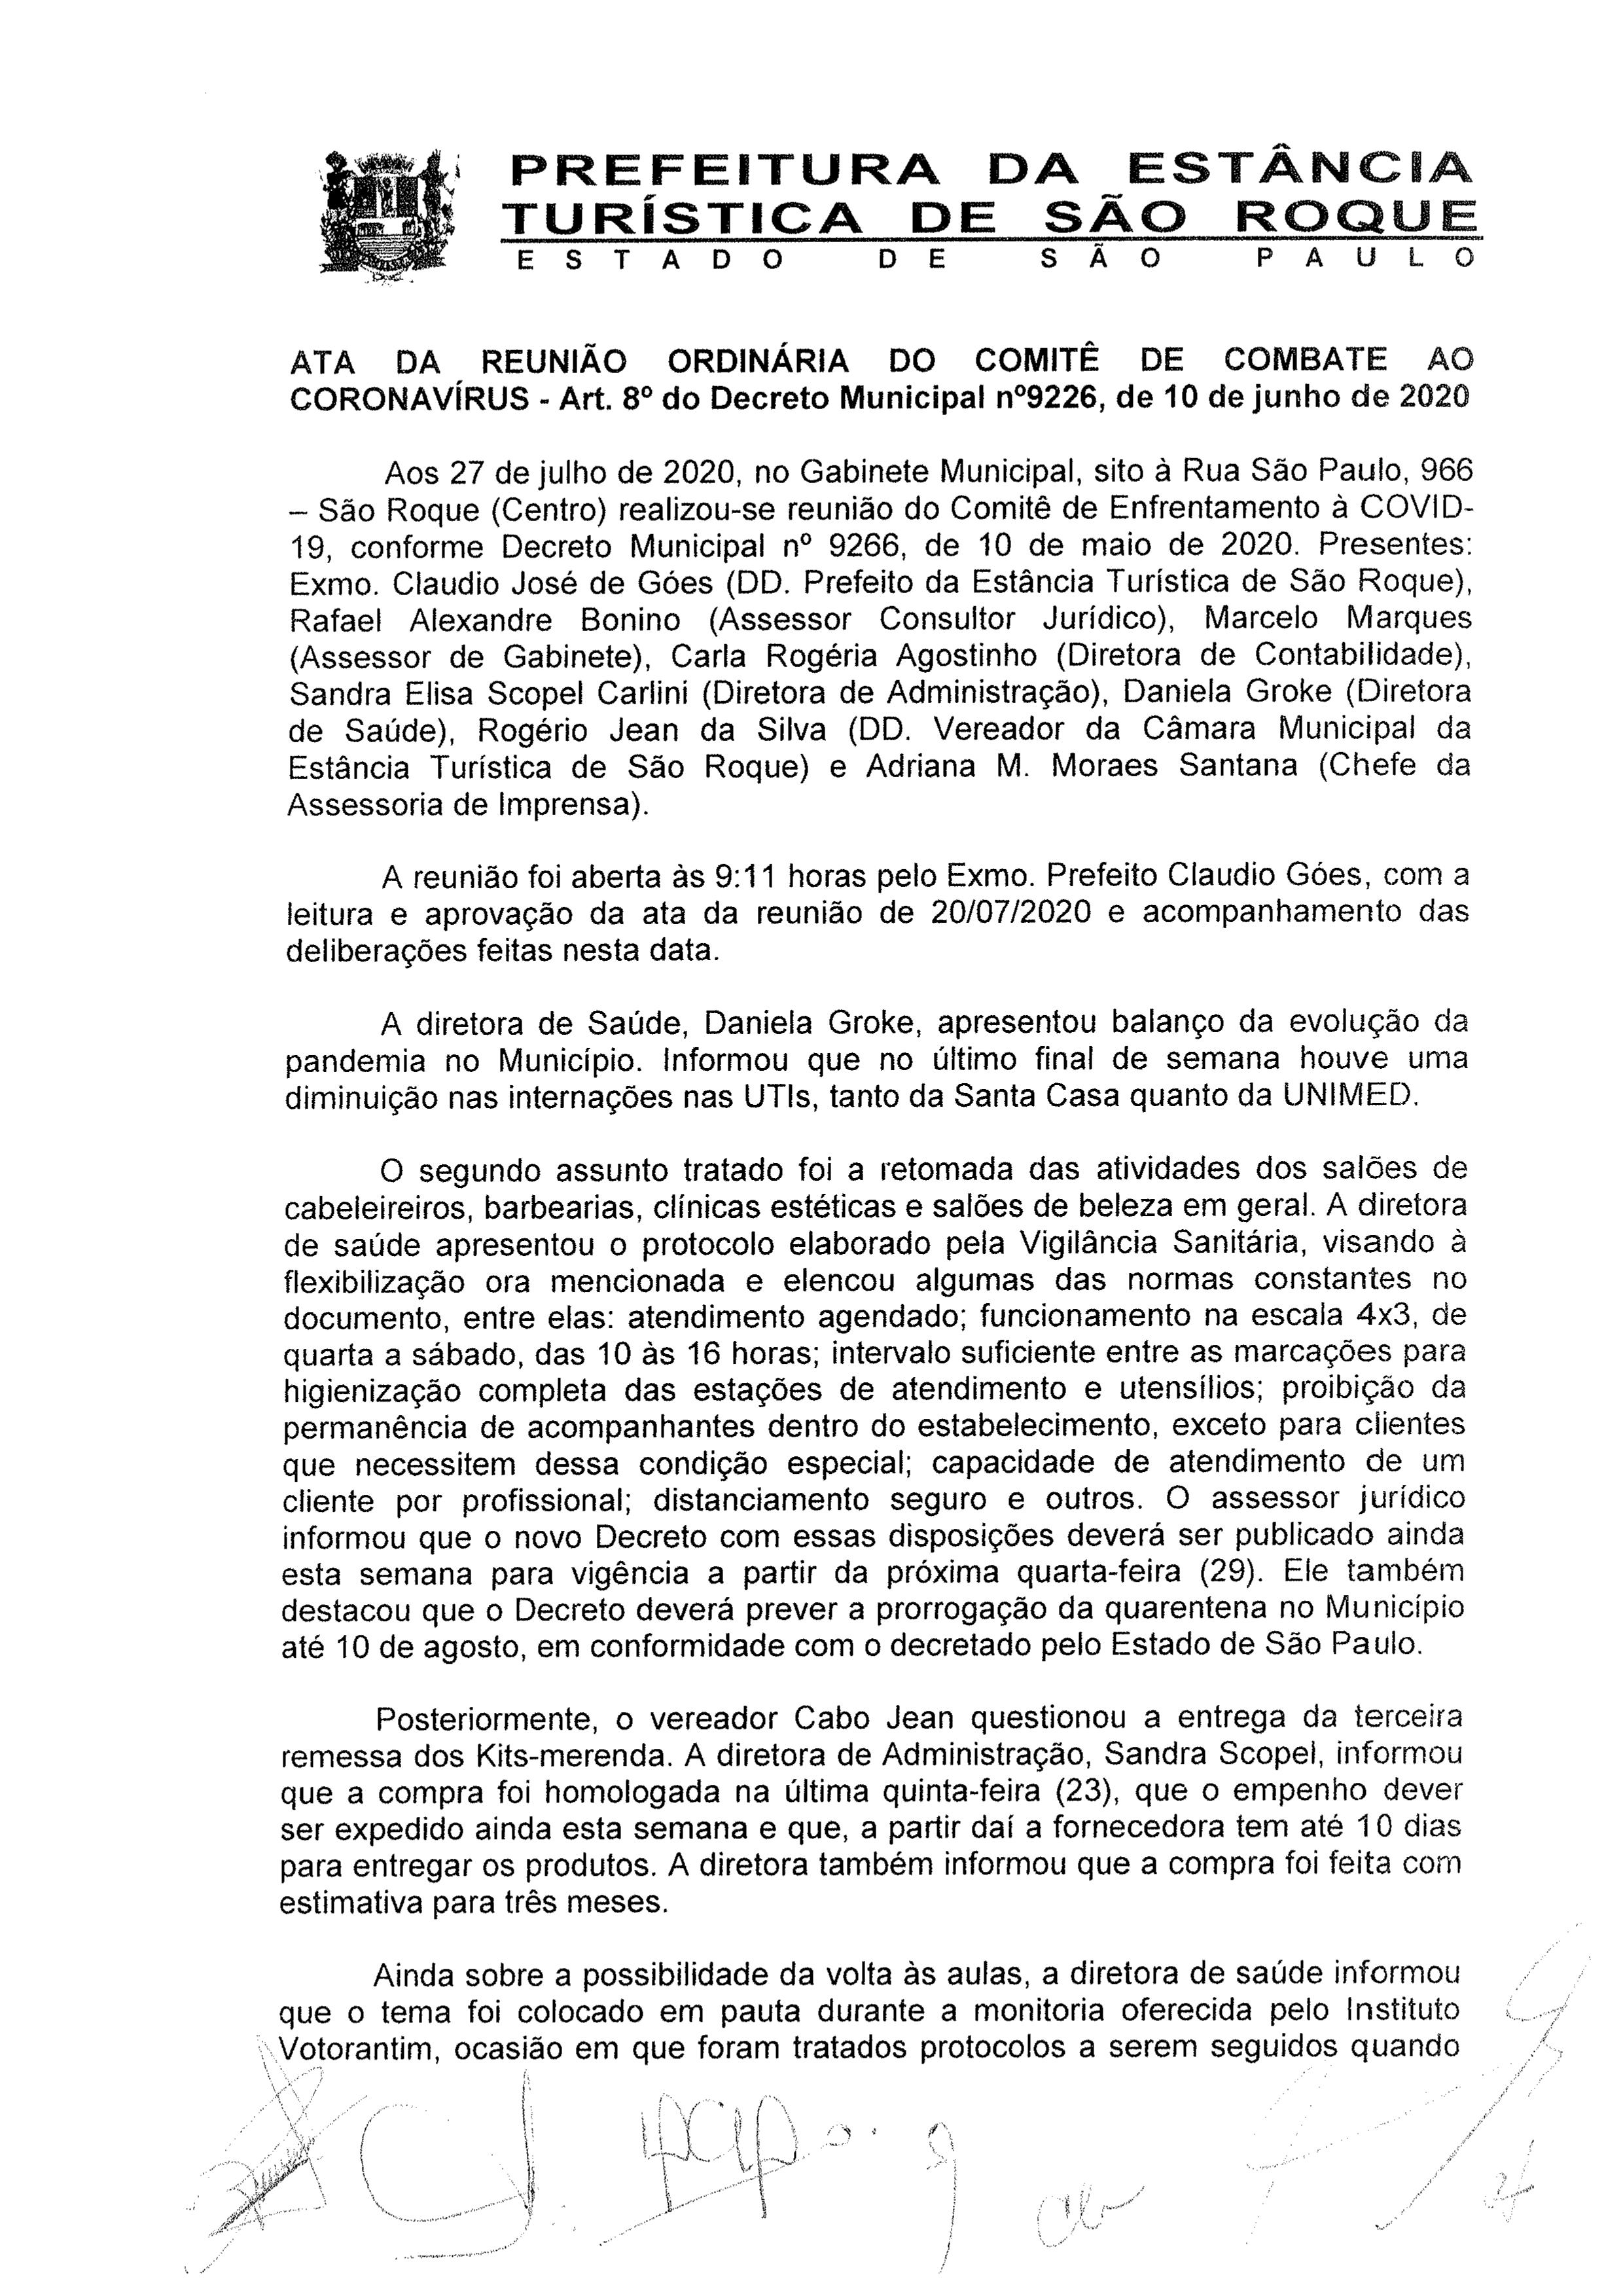 PREFEITURA DA ESTÂNCIA
TURÍSTICA DE SÃO ROQUE
ESTADO DE SÃO PAULO
ATA DA REUNIÃO ORDINÁRIA DO COMITÊ DE COMBATE AO
CORONAVÍRUS - Art. 8º do Decreto Municipal nº9226, de 10 de junho de 2020
Aos 27 de julho de 2020, no Gabinete Municipal, sito à Rua São Paulo, 966
– São Roque (Centro) realizou-se reunião do Comitê de Enfrentamento à COVID-
19, conforme Decreto Municipal nº 9266, de 10 de maio de 2020. Presentes:
Exmo. Claudio José de Góes (DD. Prefeito da Estância Turística de São Roque),
Rafael Alexandre Bonino (Assessor Consultor Jurídico), Marcelo Marques
(Assessor de Gabinete), Carla Rogéria Agostinho (Diretora de Contabilidade),
Sandra Elisa Scopel Carlini (Diretora de Administração), Daniela Groke (Diretora
de Saúde), Rogério Jean da Silva (DD. Vereador da Câmara Municipal da
Estância Turística de São Roque) e Adriana M. Moraes Santana (Chefe da
Assessoria de Imprensa).
A reunião foi aberta às 9:11 horas pelo Exmo. Prefeito Claudio Góes, com a
leitura e aprovação da ata da reunião de 20/07/2020 e acompanhamento das
deliberações feitas nesta data.
A diretora de Saúde, Daniela Groke, apresentou balanço da evolução da
pandemia no Município. Informou que no último final de semana houve uma
diminuição nas internações nas UTIs, tanto da Santa Casa quanto da UNIMED.
O segundo assunto tratado foi a retomada das atividades dos salões de
cabeleireiros, barbearias, clínicas estéticas e salões de beleza em geral. A diretora
de saúde apresentou o protocolo elaborado pela Vigilância Sanitária, visando à
flexibilização ora mencionada e elencou algumas das normas constantes no
documento, entre elas: atendimento agendado; funcionamento na escala 4x3, de
quarta a sábado, das 10 às 16 horas; intervalo suficiente entre as marcações para
higienização completa das estações de atendimento e utensílios; proibição da
permanência de acompanhantes dentro do estabelecimento, exceto para clientes
que necessitem dessa condição especial; capacidade de atendimento de um
cliente por profissional; distanciamento seguro e outros. O assessor jurídico
informou que o novo Decreto com essas disposições deverá ser publicado ainda
esta semana para vigência a partir da próxima quarta-feira (29). Ele também
destacou que o Decreto deverá prever a prorrogação da quarentena no Município
até 10 de agosto, em conformidade com o decretado pelo Estado de São Paulo.
Posteriormente, o vereador Cabo Jean questionou a entrega da terceira
remessa dos Kits-merenda. A diretora de Administração, Sandra Scopel, informou
que a compra foi homologada na última quinta-feira (23), que o empenho dever
ser expedido ainda esta semana e que, a partir daí a fornecedora tem até 10 dias
para entregar os produtos. A diretora também informou que a compra foi feita com
estimativa para três meses.
Ainda sobre a possibilidade da volta às aulas, a diretora de saúde informou
que o tema foi colocado em pauta durante a monitoria oferecida pelo Instituto
Votorantim, ocasião em que foram tratados protocolos a serem seguidos quando